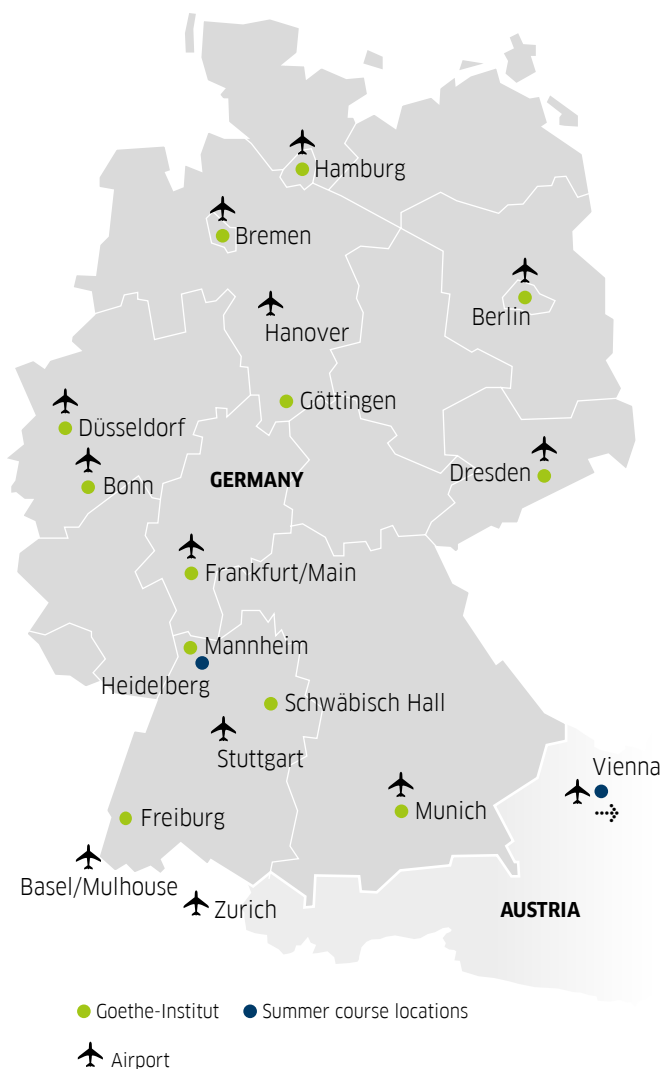 Hamburg
Bremen
Berlin
Hanover
Göttingen
Düsseldorf
Dresden
GERMANY
Bonn
Frankfurt/Main
Mannheim
Heidelberg
Schwäbisch Hall
Stuttgart
Vienna
Munich
Freiburg
Basel/Mulhouse
Zurich
AUSTRIA
Goethe-Institut
Summer course locations
Airport